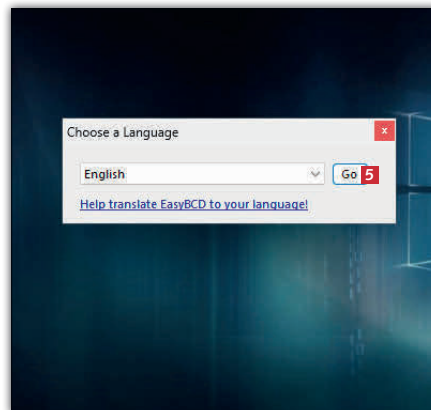 Choose a Language
x
English
Go 5
Help translate EasyBCD to your language!